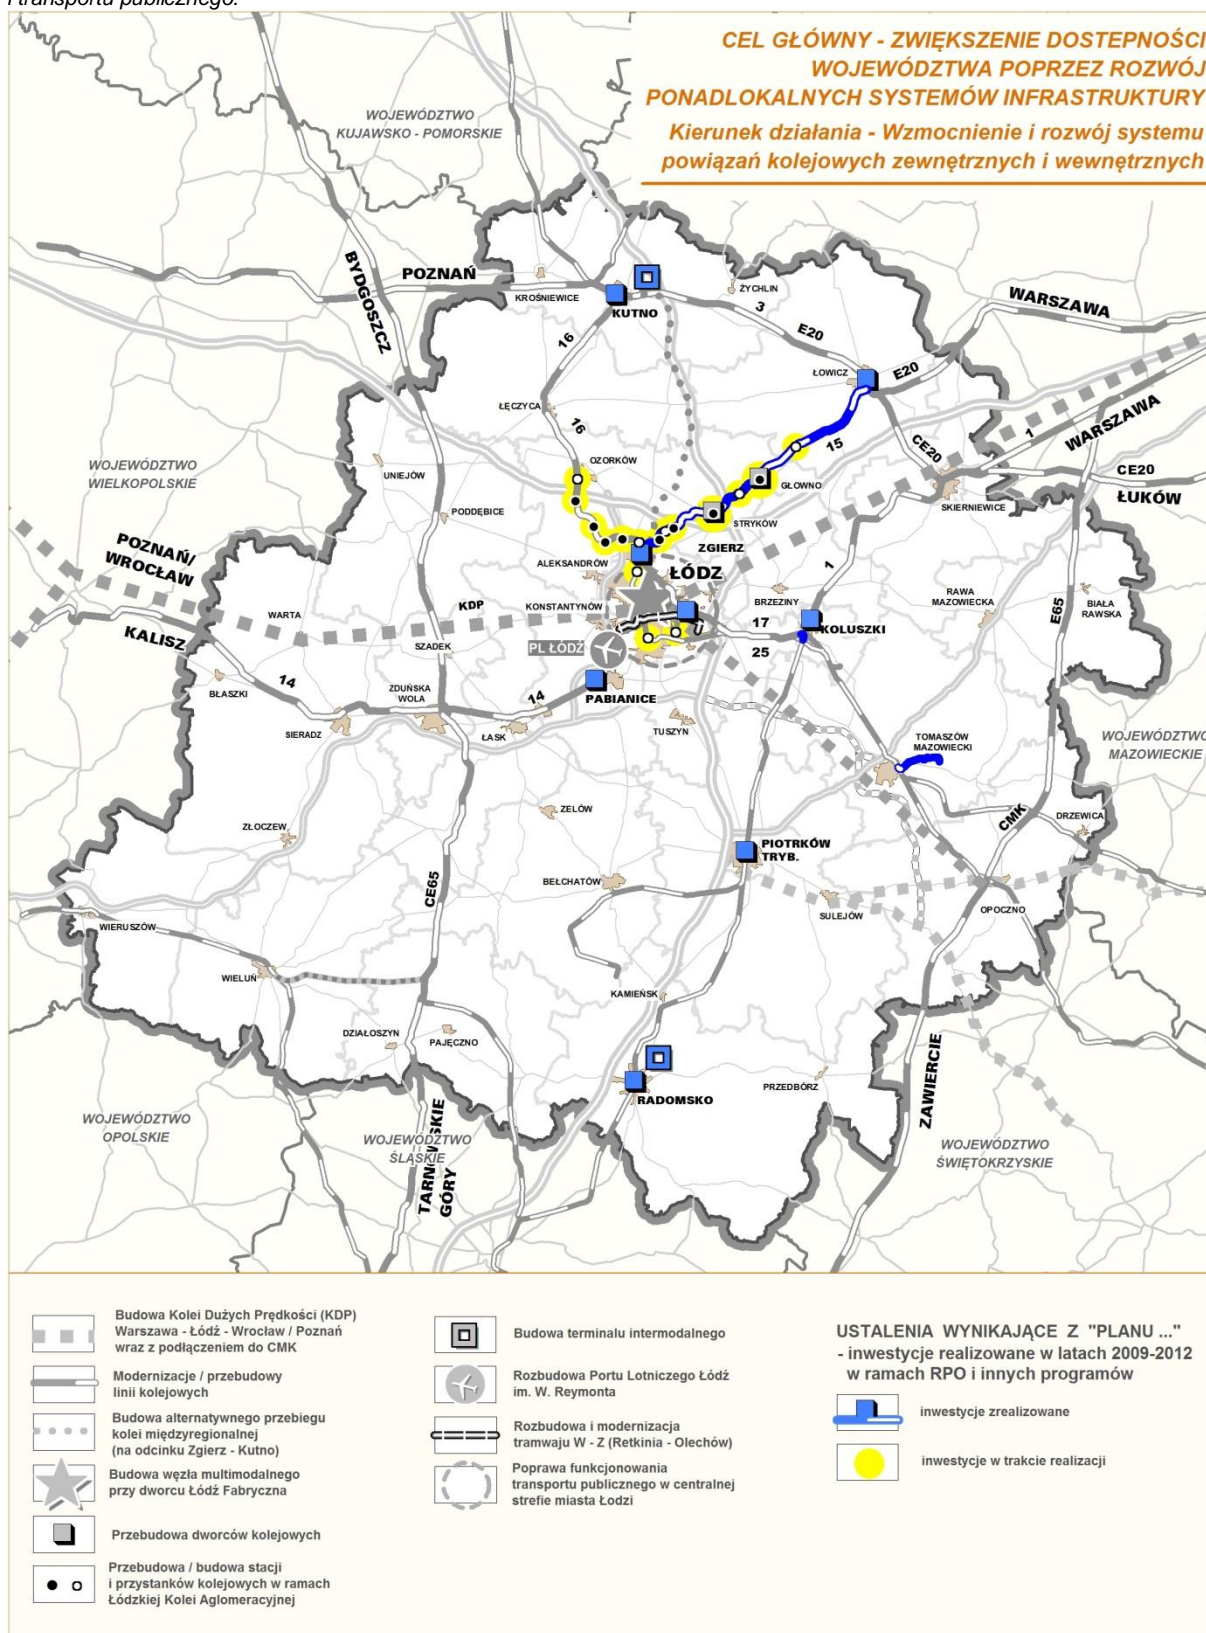 i transportu publicznego.
CEL GŁÓWNY - ZWIĘKSZENIE DOSTEPNOŚCI
WOJEWÓDZTWA POPRZEZ ROZWÓJ
PONADLOKALNYCH SYSTEMÓW INFRASTRUKTURY
Kierunek działania - Wzmocnienie i rozwój systemu
powiązań kolejowych zewnętrznych i wewnętrznych
WOJEWÓDZTWO
KUJAWSKO - POMORSKIE
BYDGOSZCZ
POZNAŃ
KROŚNIEWICE
KUTNO
ŻYCHLIN
3
E20
WARSZAWA
ŁOWICZ
E20
16
ŁĘCZYCA
16
15
CE20
1
WARSZAWA
CE20
ŁUKÓW
WOJEWÓDZTWO
WIELKOPOLSKIE
UNIEJÓW
OZORKÓW
GŁOWNO
SKIERNIEWICE
PODDĘBICE
STRYKÓW
ZGIERZ
POZNAŃ/
WROCŁAW
ALEKSANDRÓW
ŁÓDZ
1
E65
KDP
KONSTANTYNÓW
BRZEZINY
RAWA
MAZOWIECKA
BIAŁA
RAWSKA
WARTA
17
KOLUSZKI
KALISZ
SZADEK
PL ŁÓDŹ
25
BŁASZKI
14
ZDUŃSKA
WOLA
14
PABIANICE
SIERADZ
ŁASK
TUSZYN
TOMASZÓW
MAZOWIECKI
WOJEWÓDZTWO
MAZOWIECKIE
ZELÓW
ZŁOCZEW
CMK
DRZEWICA
PIOTRKÓW
TRYB.
CE65
BEŁCHATÓW
SULEJÓW
OPOCZNO
WIERUSZÓW
WIELUŃ
KAMIEŃSK
DZIAŁOSZYN
PAJĘCZNO
ZAWIERCIE
RADOMSKO
PRZEDBÓRZ
WOJEWÓDZTWO
OPOLSKIE
WOJEWÓDZTWO
ŚLĄSKIE
TARNOWSKIE
GÓRY
WOJEWÓDZTWO
ŚWIĘTOKRZYSKIE
Budowa Kolei Dużych Prędkości (KDP)
Warszawa - Łódź - Wrocław / Poznań
wraz z podłączeniem do CMK
Modernizacje / przebudowy
linii kolejowych
Budowa alternatywnego przebiegu
kolei międzyregionalnej
(na odcinku Zgierz - Kutno)
Budowa węzła multimodalnego
przy dworcu Łódź Fabryczna
Przebudowa dworców kolejowych
Przebudowa / budowa stacji
i przystanków kolejowych w ramach
Łódzkiej Kolei Aglomeracyjnej
Budowa terminalu intermodalnego
Rozbudowa Portu Lotniczego Łódź
im. W. Reymonta
Rozbudowa i modernizacja
tramwaju W - Z (Retkinia - Olechów)
Poprawa funkcjonowania
transportu publicznego w centralnej
strefie miasta Łodzi
USTALENIA WYNIKAJĄCE Z "PLANU ..."
- inwestycje realizowane w latach 2009-2012
w ramach RPO i innych programów
inwestycje zrealizowane
inwestycje w trakcie realizacji